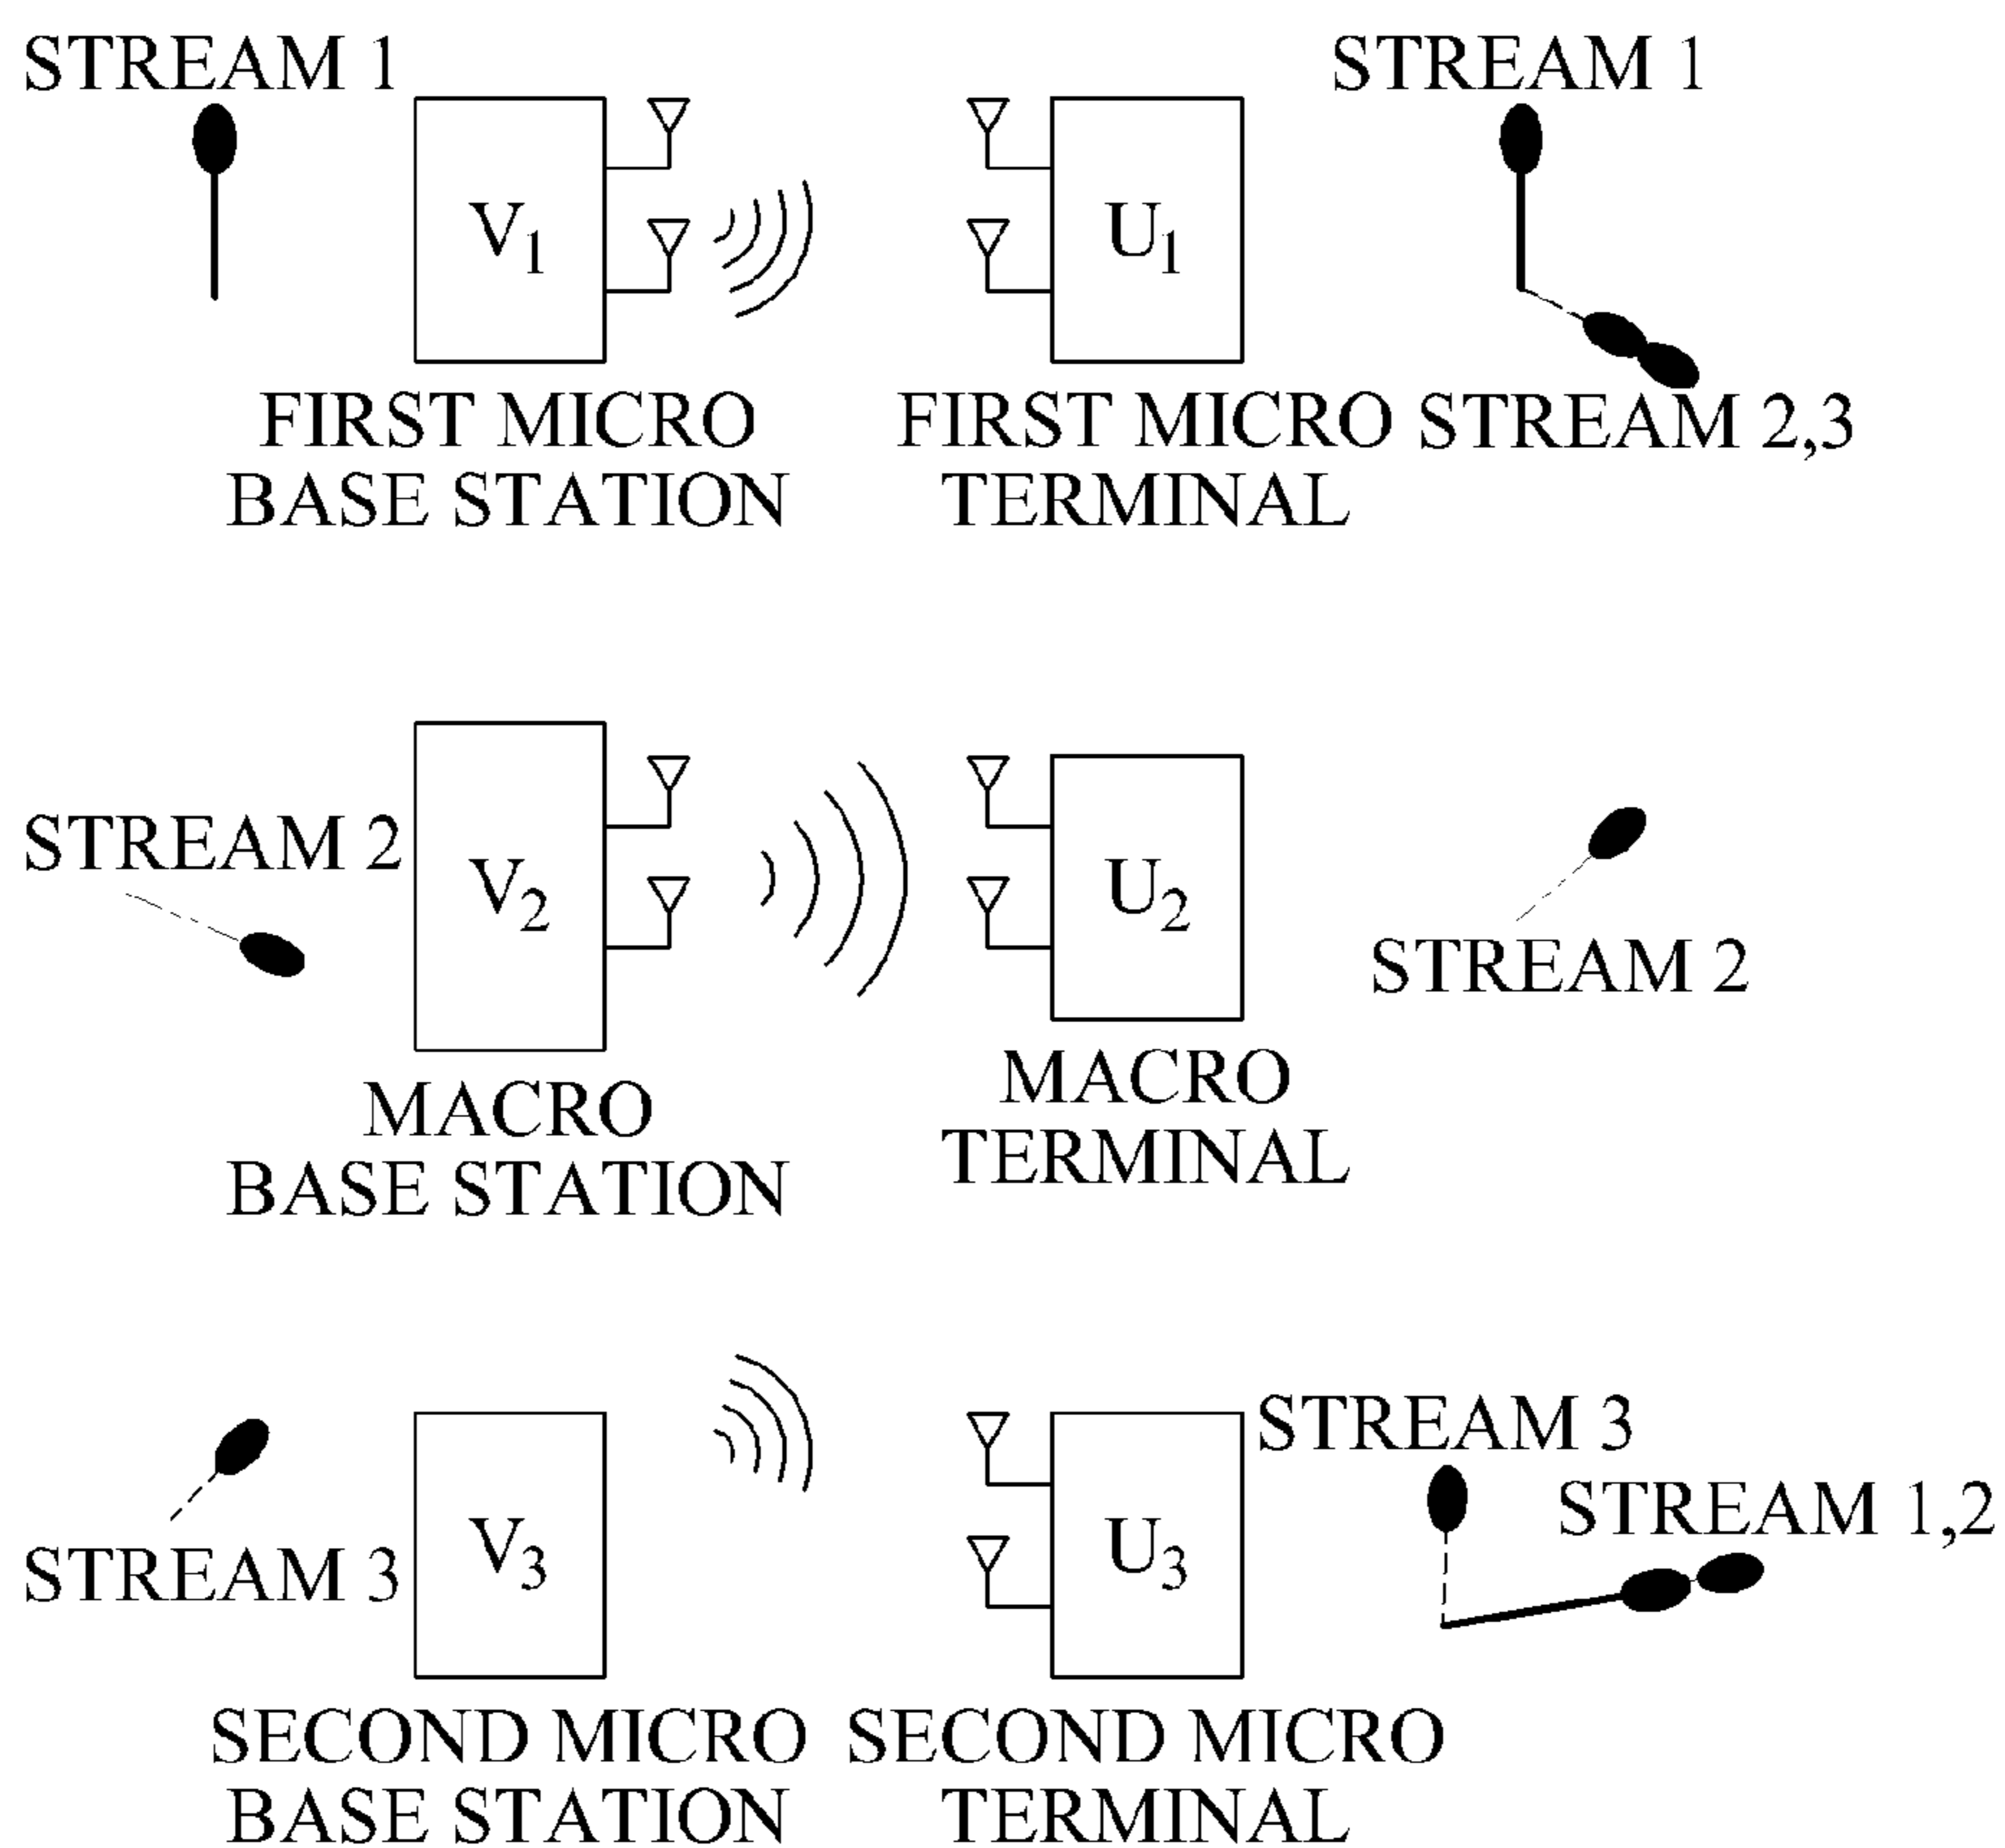 STREAM 1
STREAM 1
V1
U1
FIRST MICRO
BASE STATION
FIRST MICRO
TERMINAL
STREAM 2,3
STREAM 2
V2
U2
STREAM 2
MACRO
BASE STATION
MACRO
TERMINAL
STREAM 3
STREAM 1,2
STREAM 3
V3
U3
SECOND MICRO
BASE STATION
SECOND MICRO
TERMINAL